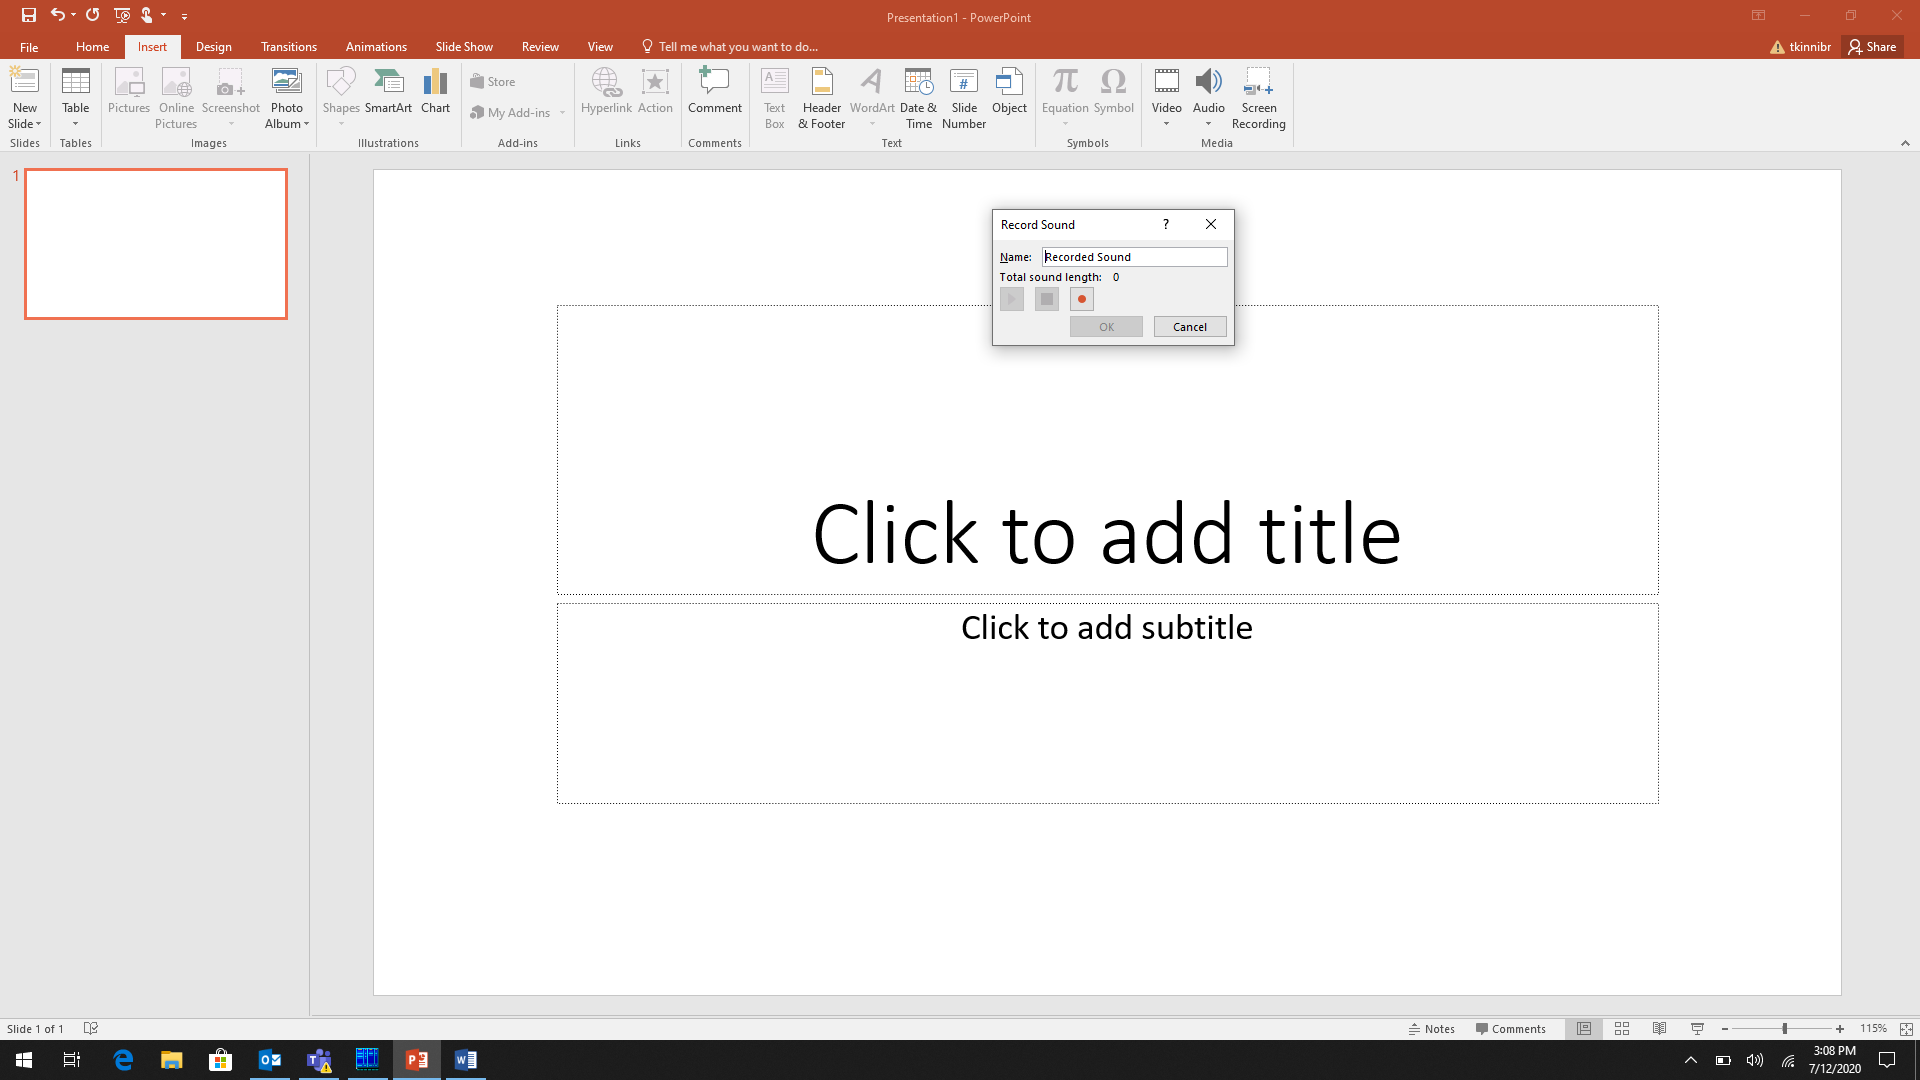 Presentation1 - PowerPoint
File Home Insert Design Transitions Animations Slide Show Review View Tell me what you want to do... tkinnibr Share
New Slide
Table
Pictures
Online Pictures
Screenshot
Photo Album
Shapes
SmartArt
Chart
Store
My Add-ins
Hyperlink
Action
Comment
Text Box
Header & Footer
WordArt
Date & Time
Slide Number
Object
Equation
Symbol
Video
Audio
Screen Recording
Slides Tables Images Illustrations Add-ins Links Comments Text Symbols Media
1
Record Sound ?
Name: Recorded Sound
Total sound length: 0
OK Cancel
Click to add title
Click to add subtitle
Slide 1 of 1 Notes Comments 115%
3:08 PM
7/12/2020